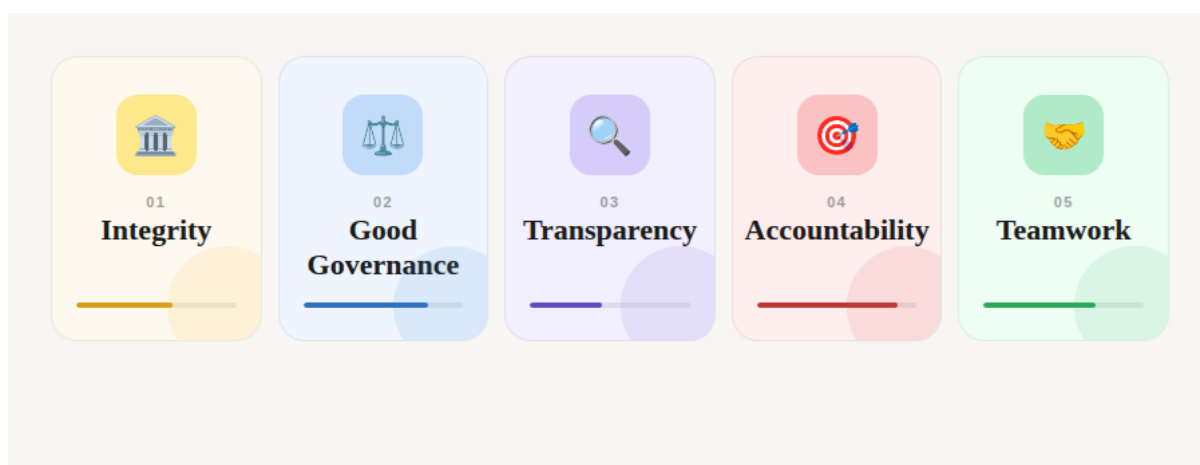 01
Integrity
02
Good
Governance
03
Transparency
04
Accountability
05
Teamwork